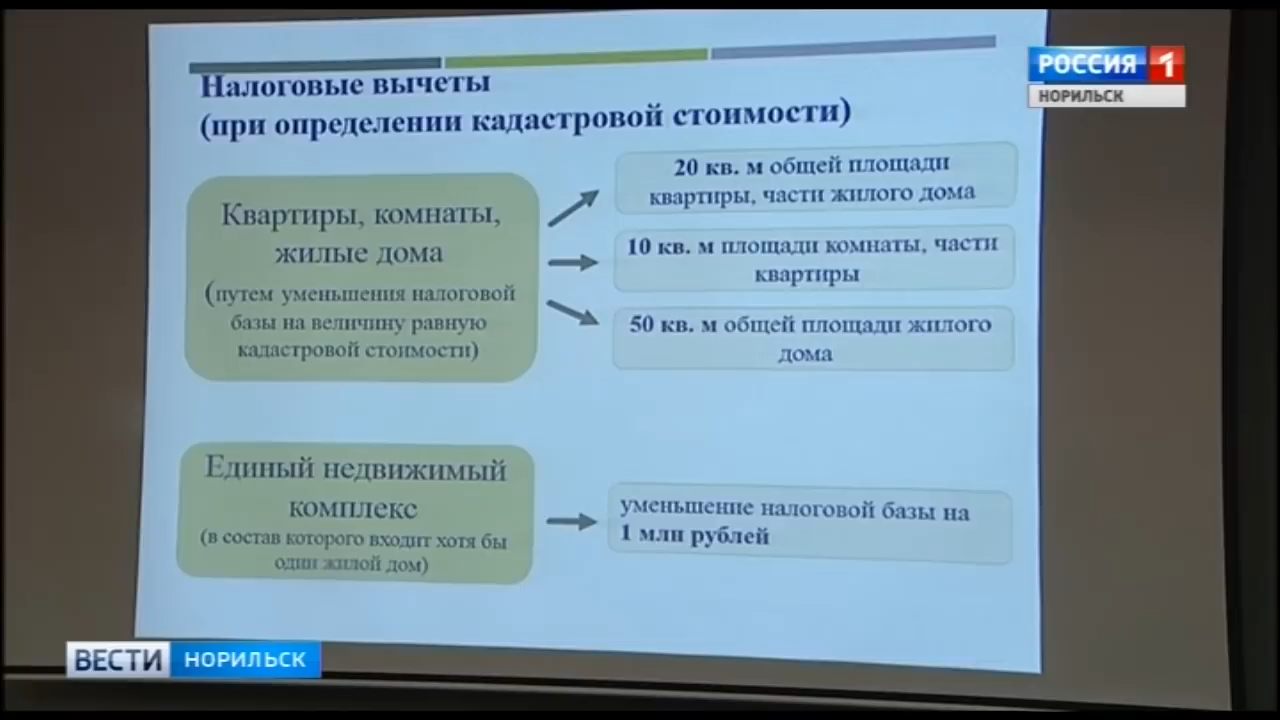 РОССИЯ 1
НОРИЛЬСК
Налоговые вычеты
(при определении кадастровой стоимости)
Квартиры, комнаты,
жилые дома
(путем уменьшения налоговой
базы на величину равную
кадастровой стоимости)
20 кв. м общей площади
квартиры, части жилого дома
10 кв. м площади комнаты, части
квартиры
50 кв. м общей площади жилого
дома
Единый недвижимый
комплекс
(в состав которого входит хотя бы
один жилой дом)
уменьшение налоговой базы на
1 млн рублей
ВЕСТИ НОРИЛЬСК